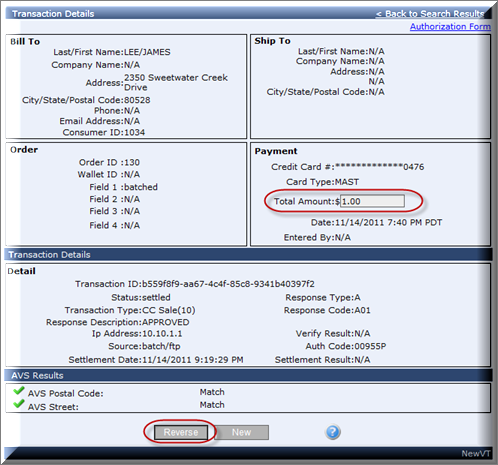 Transaction Details
< Back to Search Results
Authorization Form
Bill To
Last/First Name:LEE/JAMES
Company Name:N/A
Address:2350 Sweetwater Creek Drive
City/State/Postal Code:80528
Phone:N/A
Email Address:N/A
Consumer ID:1034
Ship To
Last/First Name:N/A
Company Name:N/A
Address:N/A
N/A
City/State/Postal Code:N/A
Order
Order ID :130
Wallet ID :N/A
Field 1 :batched
Field 2 :N/A
Field 3 :N/A
Field 4 :N/A
Payment
Credit Card #:*************0476
Card Type:MAST
Total Amount:$1.00
Date:11/14/2011 7:40 PM PDT
Entered By:N/A
Transaction Details
Detail
Transaction ID:b559f8f9-aa67-4c4f-85c8-9341b40397f2
Status:settled
Response Type:A
Transaction Type:CC Sale(10)
Response Code:A01
Response Description:APPROVED
Ip Address:10.10.1.1
Verify Result:N/A
Source:batch/ftp
Auth Code:00955P
Settlement Date:11/14/2011 9:19:29 PM
Settlement Result:N/A
AVS Results
AVS Postal Code: Match
AVS Street: Match
Reverse
New
?
NewVT